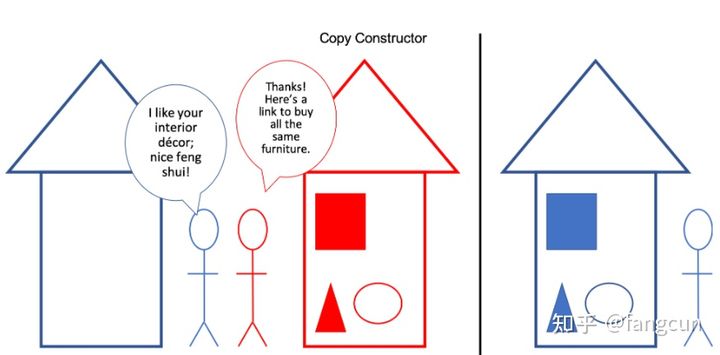 Copy Constructor
I like your
interior
décor;
nice feng
shui!
Thanks!
Here's a
link to buy
all the
same
furniture.
知乎 @fangcun